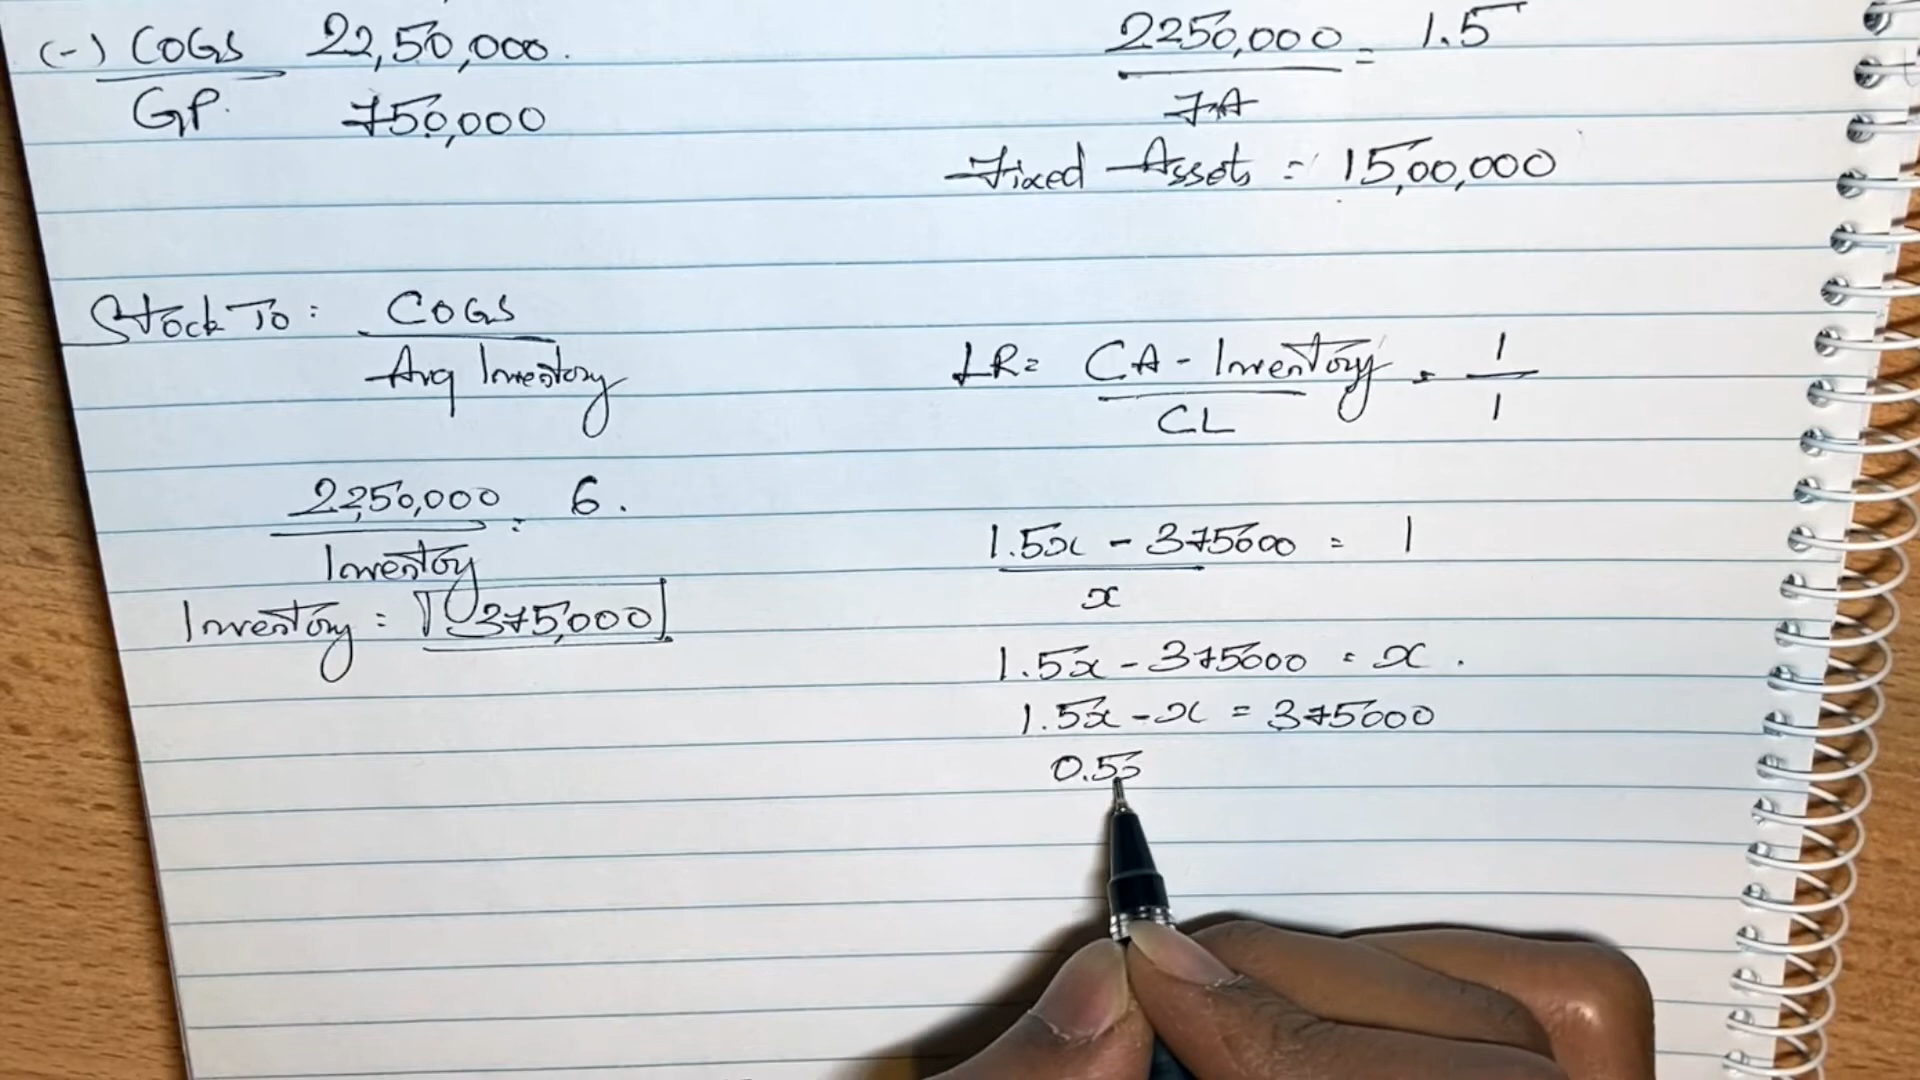 (-) COGS 22,50,000.
GP. 750,000
2250,000 = 1.5
FA
Fixed Assets = 15,00,000
Stock To : COGS
Avg Inventory
22,50,000 = 6.
Inventory
Inventory = 375,000
LR = CA - Inventory = 1
CL 1
1.5x - 375000 = 1
x
1.5x - 375000 = x.
1.5x - x = 375000
0.5